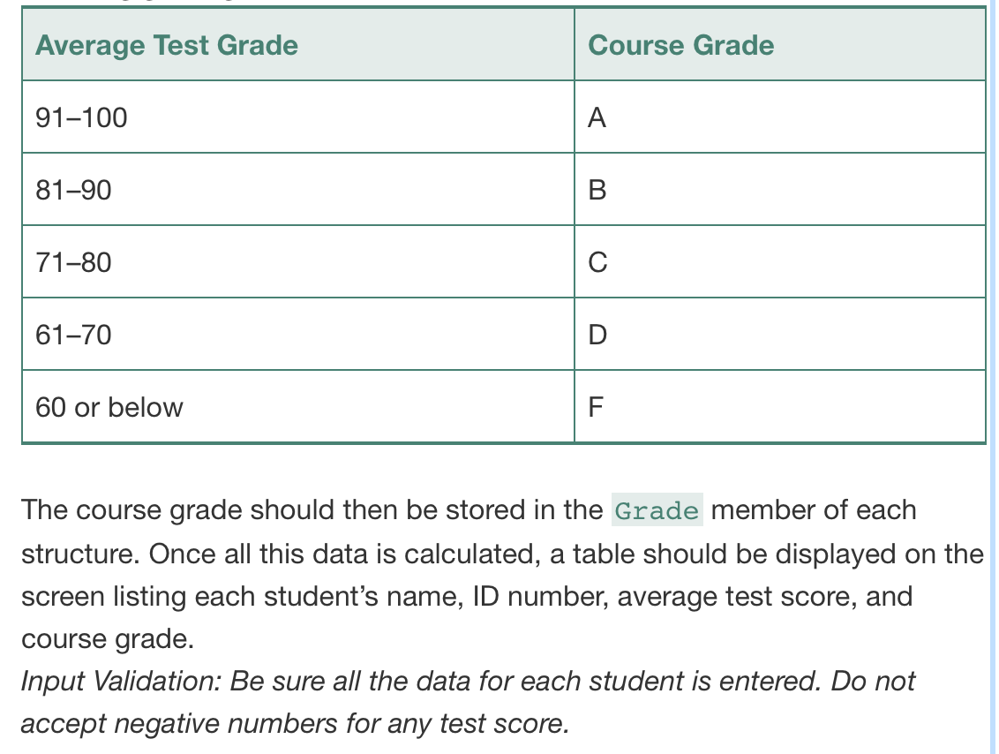 Average Test Grade Course Grade
91–100 A
81–90 B
71–80 C
61–70 D
60 or below F
The course grade should then be stored in the Grade member of each
structure. Once all this data is calculated, a table should be displayed on the
screen listing each student’s name, ID number, average test score, and
course grade.
Input Validation: Be sure all the data for each student is entered. Do not
accept negative numbers for any test score.